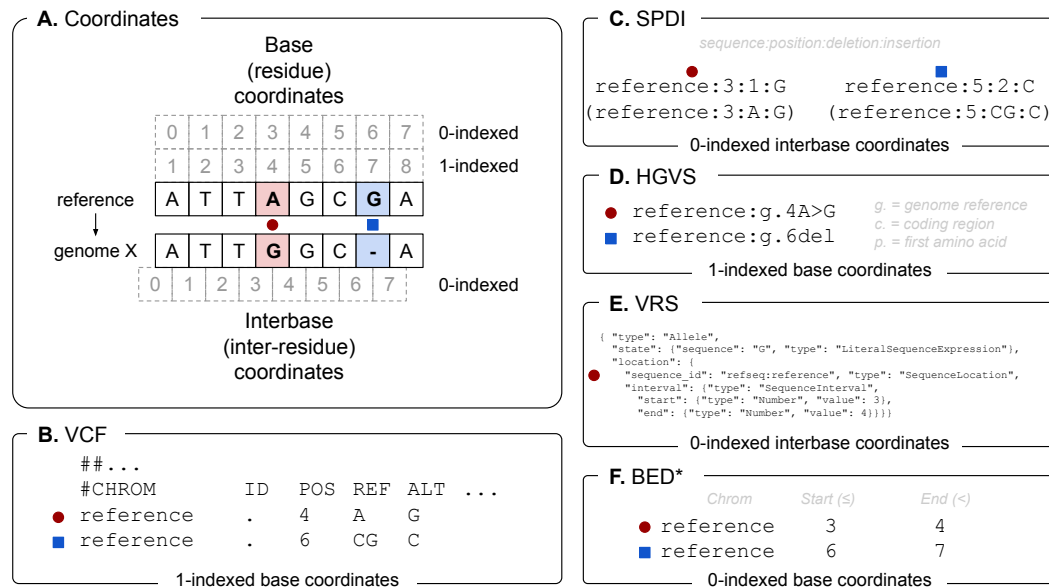 A. Coordinates
Base
(residue)
coordinates
0 1 2 3 4 5 6 7 0-indexed
1 2 3 4 5 6 7 8 1-indexed
reference A T T A G C G A
genome X A T T G G C - A
0 1 2 3 4 5 6 7 0-indexed
Interbase
(inter-residue)
coordinates
B. VCF
##...
#CHROM ID POS REF ALT ...
reference . 4 A G
reference . 6 CG C
1-indexed base coordinates
C. SPDI
sequence:position:deletion:insertion
reference:3:1:G reference:5:2:C
(reference:3:A:G) (reference:5:CG:C)
0-indexed interbase coordinates
D. HGVS
reference:g.4A>G
reference:g.6del
g. = genome reference
c. = coding region
p. = first amino acid
1-indexed base coordinates
E. VRS
{ "type": "Allele",
"state": {"sequence": "G", "type": "LiteralSequenceExpression"},
"location": {
"sequence_id": "refseq:reference", "type": "SequenceLocation",
"interval": {"type": "SequenceInterval",
"start": {"type": "Number", "value": 3},
"end": {"type": "Number", "value": 4}}}}
0-indexed interbase coordinates
F. BED*
Chrom Start (≤) End (<)
reference 3 4
reference 6 7
0-indexed base coordinates